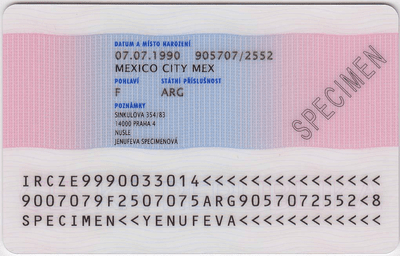 DATUM A MÍSTO NAROZENÍ
07.07.1990 905707/2552
MEXICO CITY MEX
POHLAVÍ STÁTNÍ PŘÍSLUŠNOST
F ARG
POZNÁMKY
SINKULOVA 354/83
14000 PRAHA 4
NUSLE
JENUFEVA SPECIMENOVÁ
SPECIMEN
IRCZE9990033014<<<<<<<<<<<<<<<
9007079F2507075ARG9057072552<8
SPECIMEN<<YENUFEVA<<<<<<<<<<<<